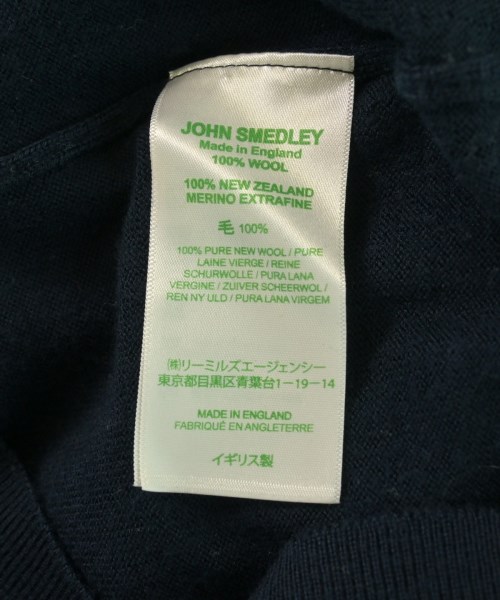 JOHN SMEDLEY
Made in England
100% WOOL
100% NEW ZEALAND
MERINO EXTRAFINE
毛 100%
100% PURE NEW WOOL / PURE
LAINE VIERGE / REINE
SCHURWOLLE / PURA LANA
VERGINE / ZUIVER SCHEERWOL /
REN NY ULD / PURA LANA VIRGEM
㈱リーミルズエージェンシー
東京都目黒区青葉台1-19-14
MADE IN ENGLAND
FABRIQUÉ EN ANGLETERRE
イギリス製